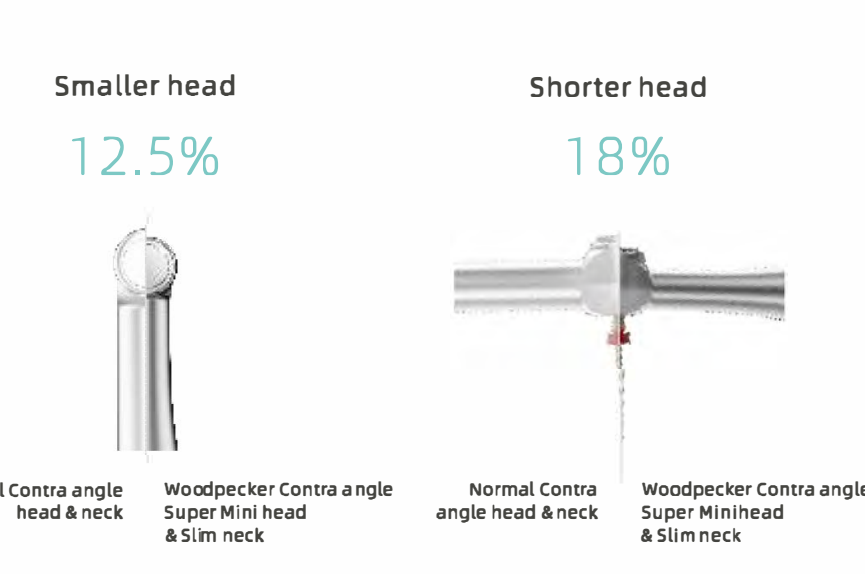 Smaller head
12.5%
l Contra angle
head & neck
Woodpecker Contra angle
Super Mini head
& Slim neck
Shorter head
18%
Normal Contra
angle head & neck
Woodpecker Contra angle
Super Minihead
& Slim neck